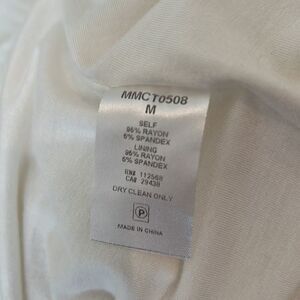 MMCT0508
M
SELF
95% RAYON
5% SPANDEX
LINING
95% RAYON
5% SPANDEX
RN# 112568
CA# 29438
DRY CLEAN ONLY
P
MADE IN CHINA